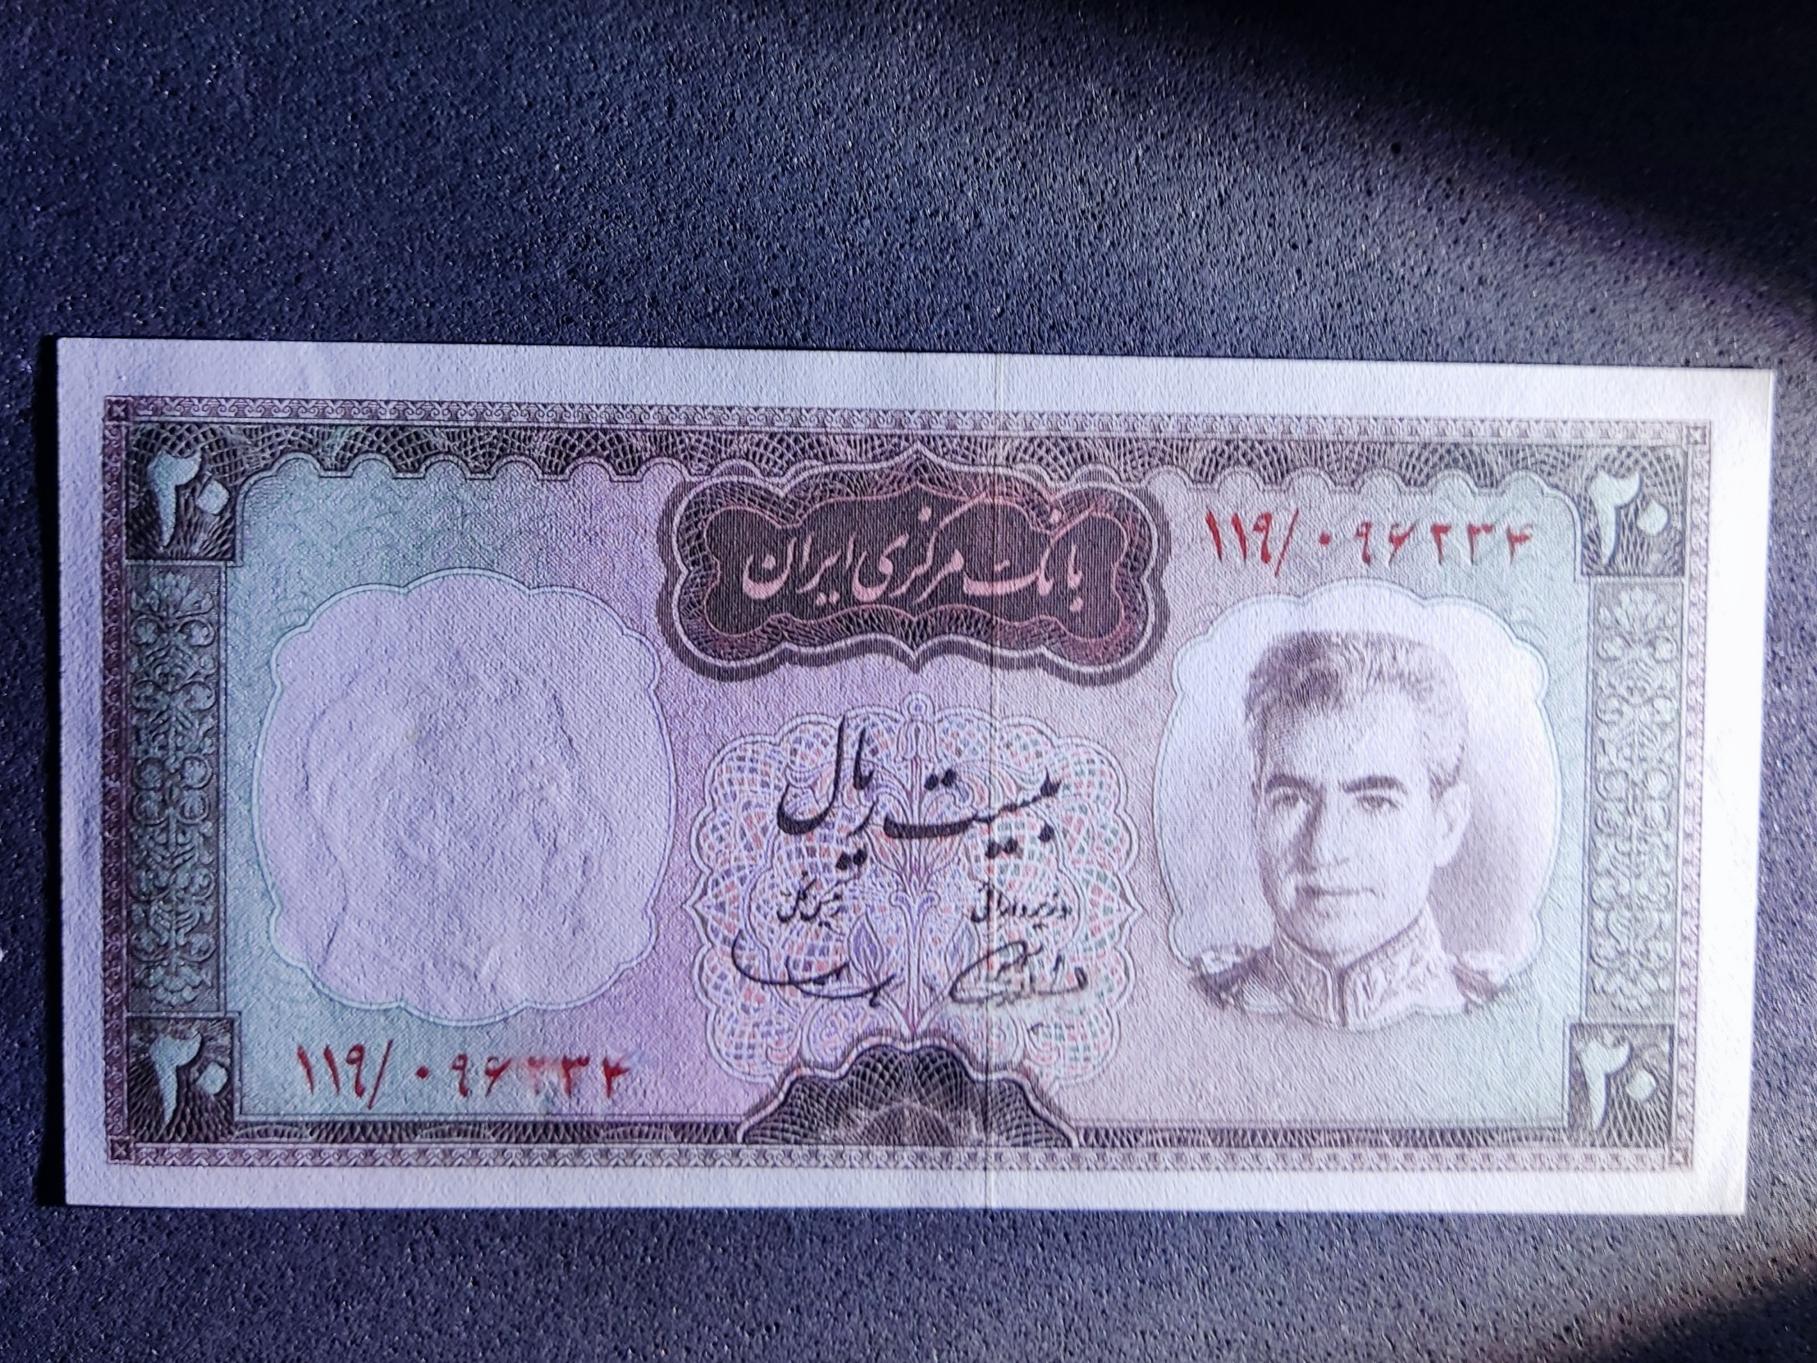 ۲۰
۲۰
بانک مرکزی ایران
۱۱۹/۰۹۶۲۳۴
بیست ریال
وزیر دارائی
رئیس کل
۱۱۹/۰۹۶۲۳۴
۲۰
۲۰